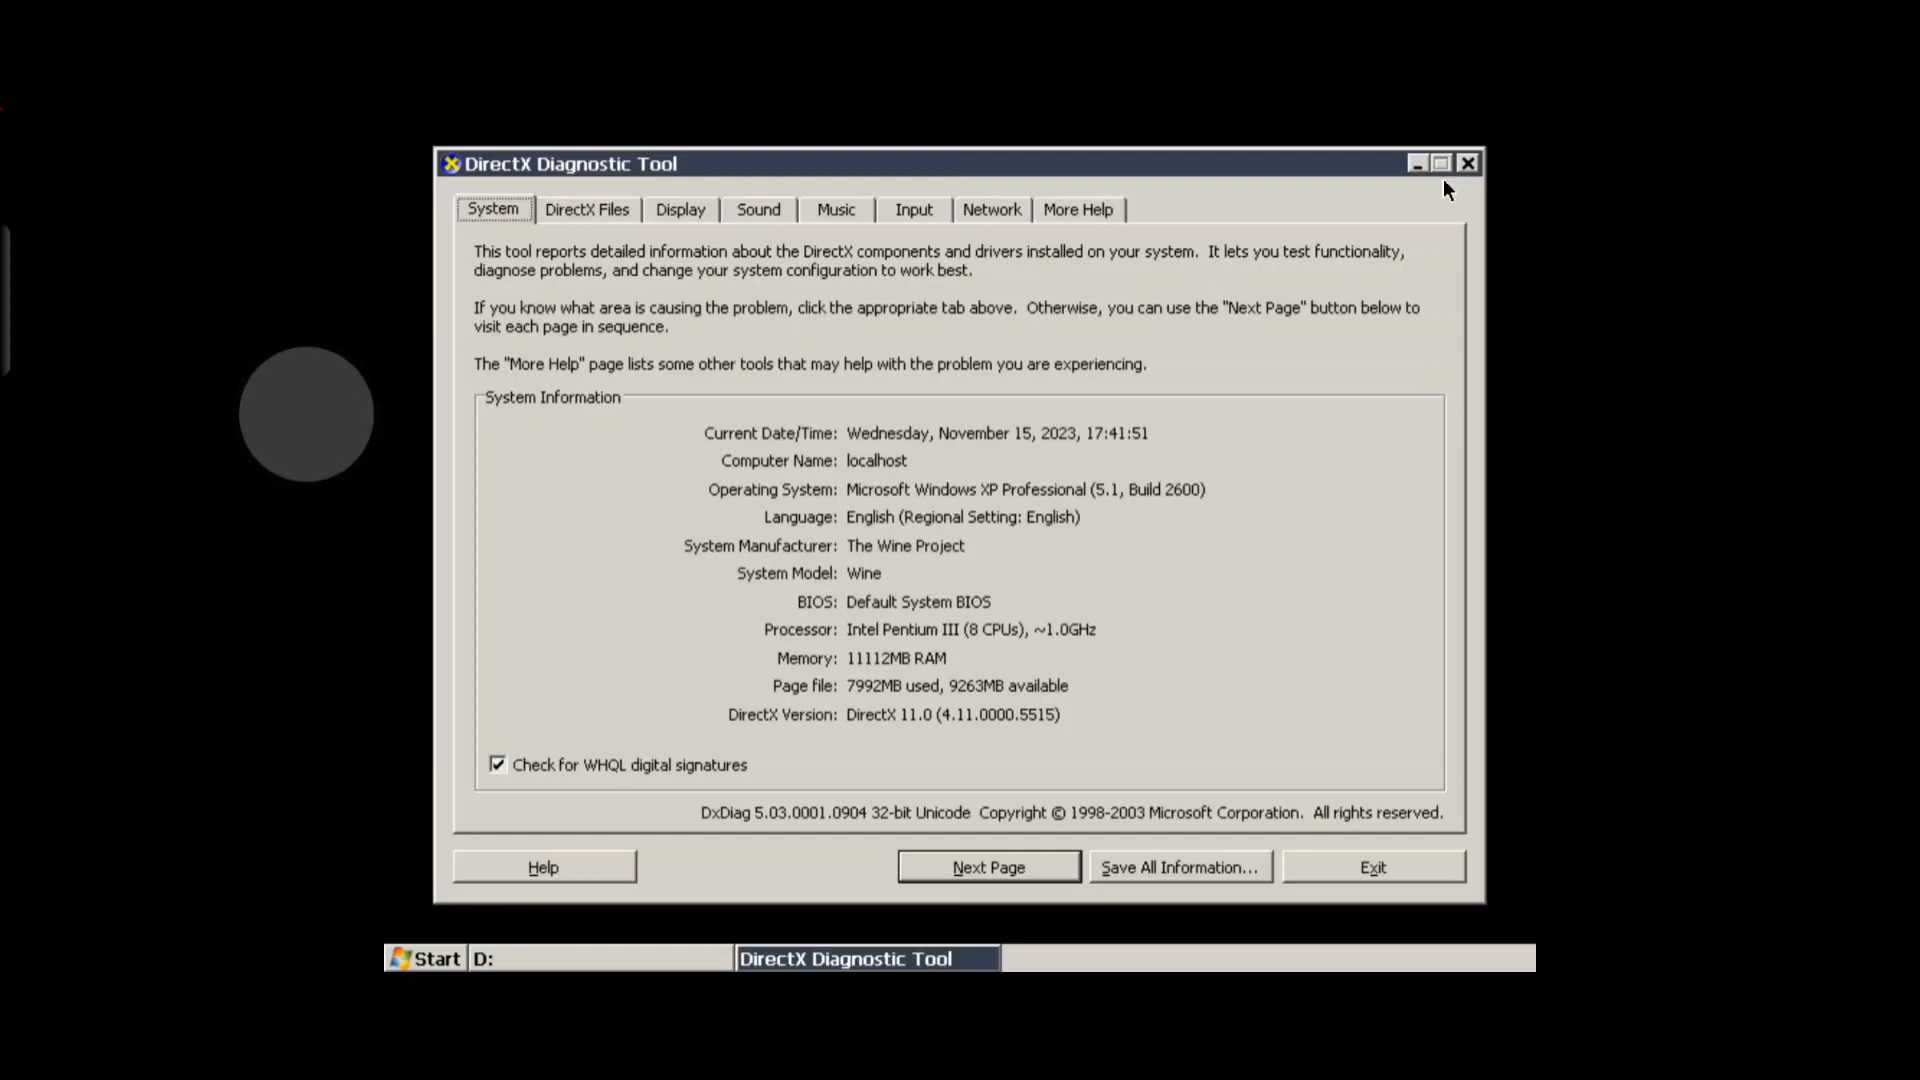 DirectX Diagnostic Tool
System DirectX Files Display Sound Music Input Network More Help
This tool reports detailed information about the DirectX components and drivers installed on your system.  It lets you test functionality,
diagnose problems, and change your system configuration to work best.
If you know what area is causing the problem, click the appropriate tab above.  Otherwise, you can use the "Next Page" button below to
visit each page in sequence.
The "More Help" page lists some other tools that may help with the problem you are experiencing.
System Information
Current Date/Time: Wednesday, November 15, 2023, 17:41:51
Computer Name: localhost
Operating System: Microsoft Windows XP Professional (5.1, Build 2600)
Language: English (Regional Setting: English)
System Manufacturer: The Wine Project
System Model: Wine
BIOS: Default System BIOS
Processor: Intel Pentium III (8 CPUs), ~1.0GHz
Memory: 11112MB RAM
Page file: 7992MB used, 9263MB available
DirectX Version: DirectX 11.0 (4.11.0000.5515)
Check for WHQL digital signatures
DxDiag 5.03.0001.0904 32-bit Unicode  Copyright © 1998-2003 Microsoft Corporation.  All rights reserved.
Help Next Page Save All Information... Exit
Start D: DirectX Diagnostic Tool